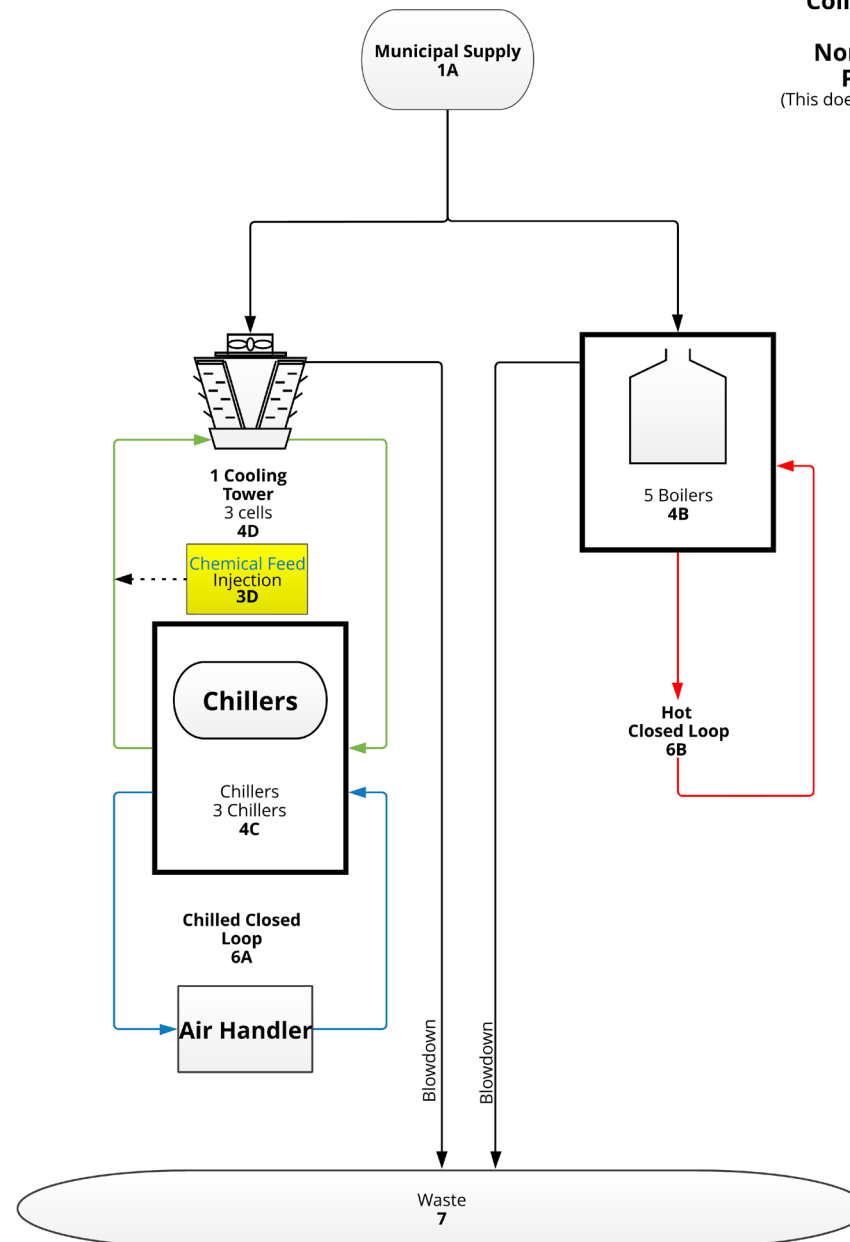 Municipal Supply
1A
(This
1 Cooling
Tower
3 cells
4D
Chemical Feed
Injection
3D
Chillers
Chillers
3 Chillers
4C
Chilled Closed
Loop
6A
Air Handler
5 Boilers
4B
Hot
Closed Loop
6B
Blowdown
Blowdown
Waste
7